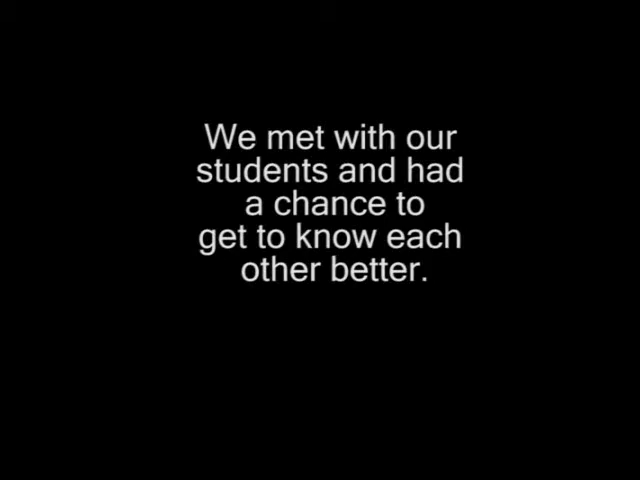 We met with our
students and had
a chance to
get to know each
other better.